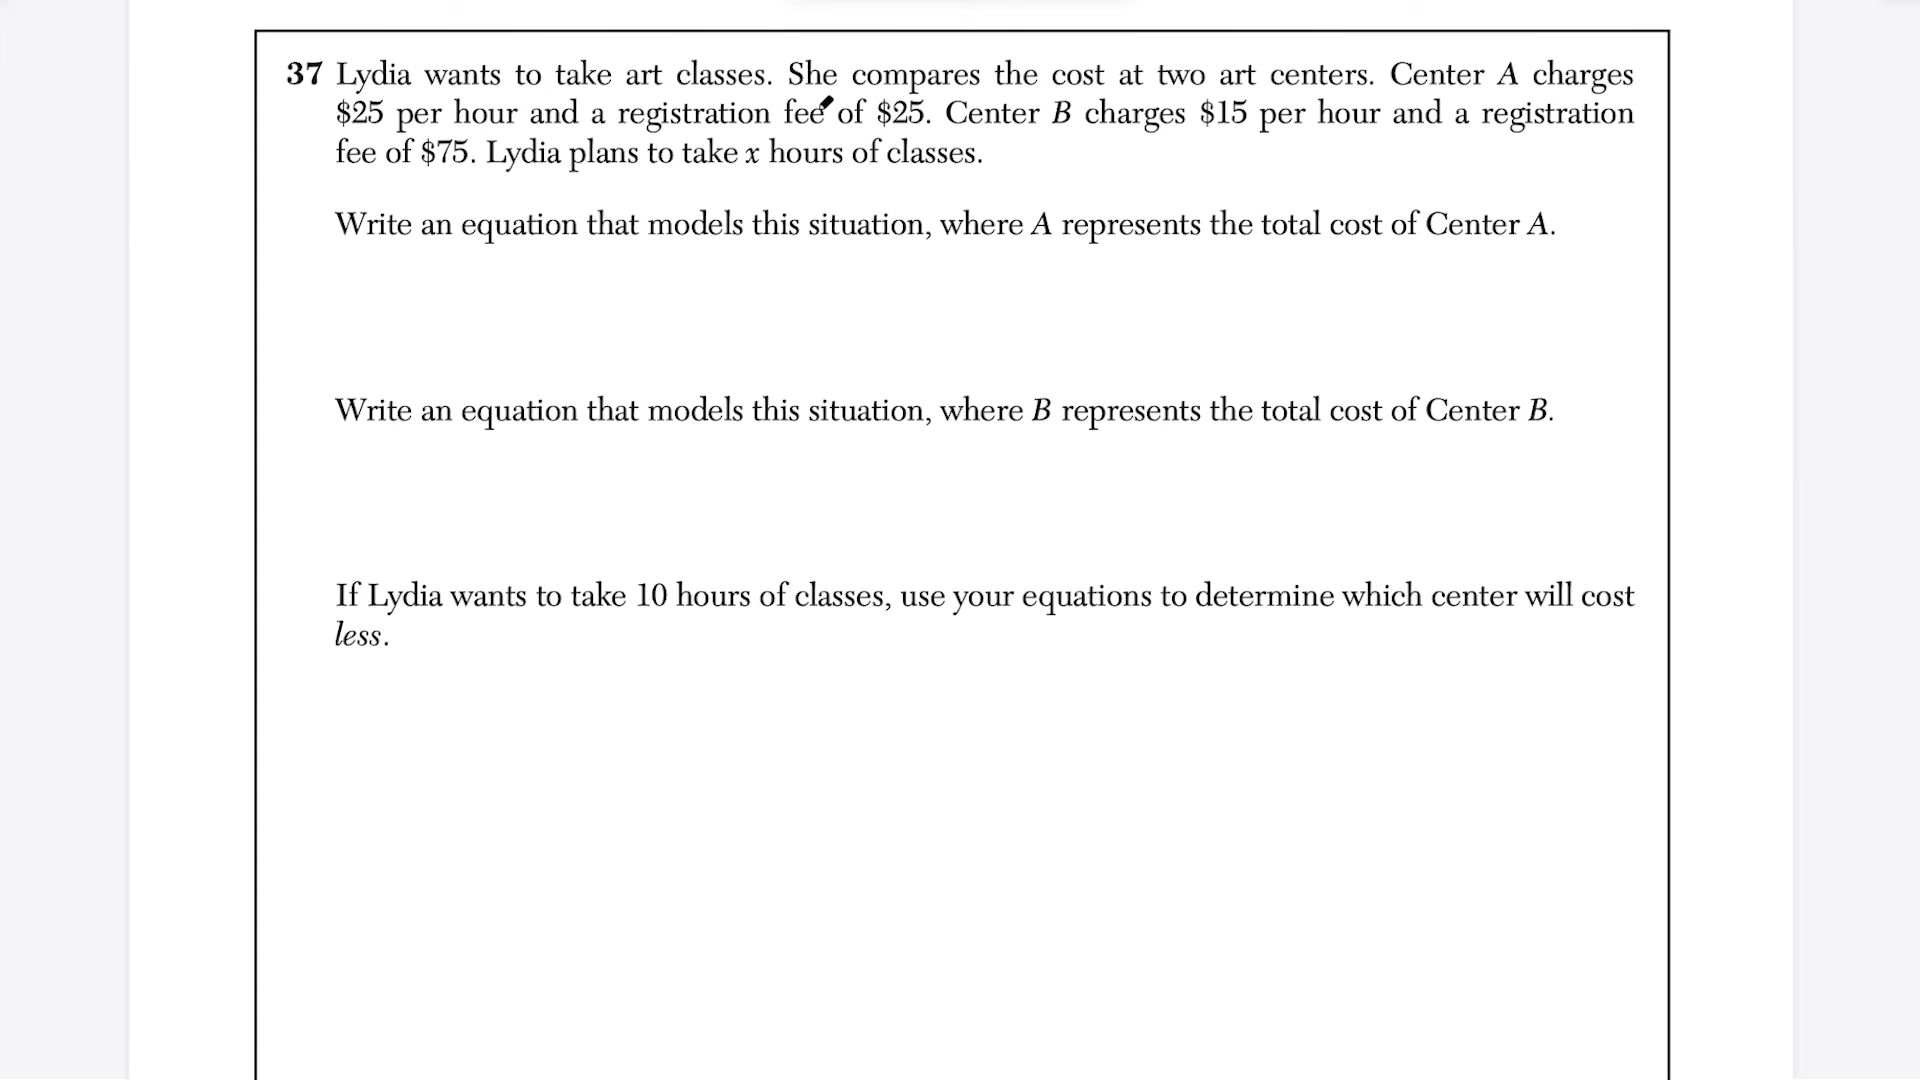 37 Lydia wants to take art classes. She compares the cost at two art centers. Center A charges
$25 per hour and a registration fee of $25. Center B charges $15 per hour and a registration
fee of $75. Lydia plans to take x hours of classes.
Write an equation that models this situation, where A represents the total cost of Center A.
Write an equation that models this situation, where B represents the total cost of Center B.
If Lydia wants to take 10 hours of classes, use your equations to determine which center will cost
less.